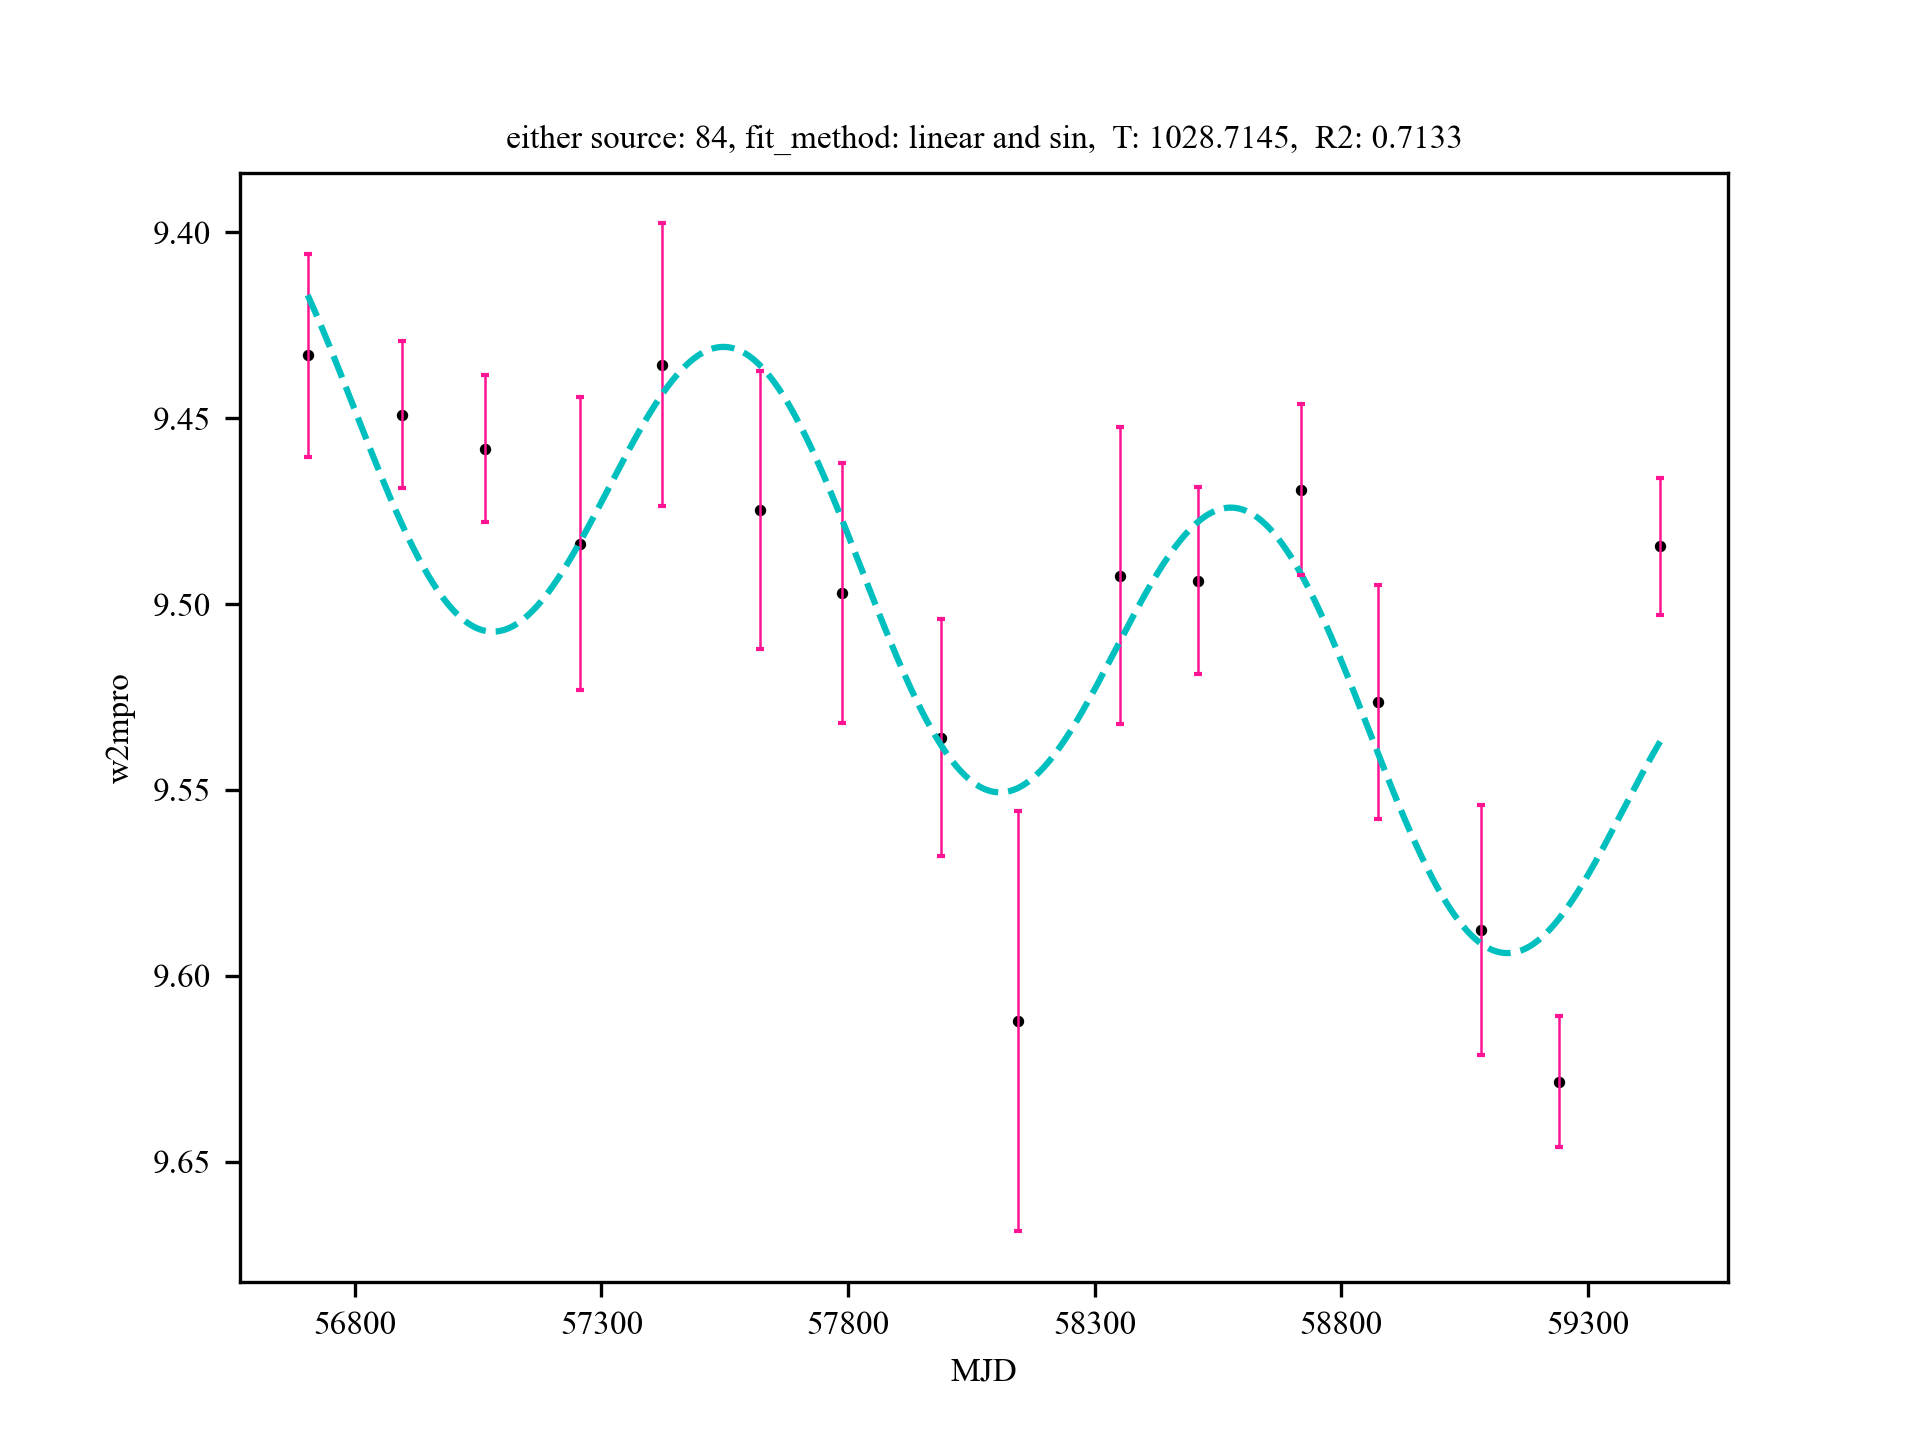 either source: 84, fit_method: linear and sin,  T: 1028.7145,  R2: 0.7133
9.40
9.45
9.50
9.55
9.60
9.65
w2mpro
56800 57300 57800 58300 58800 59300
MJD